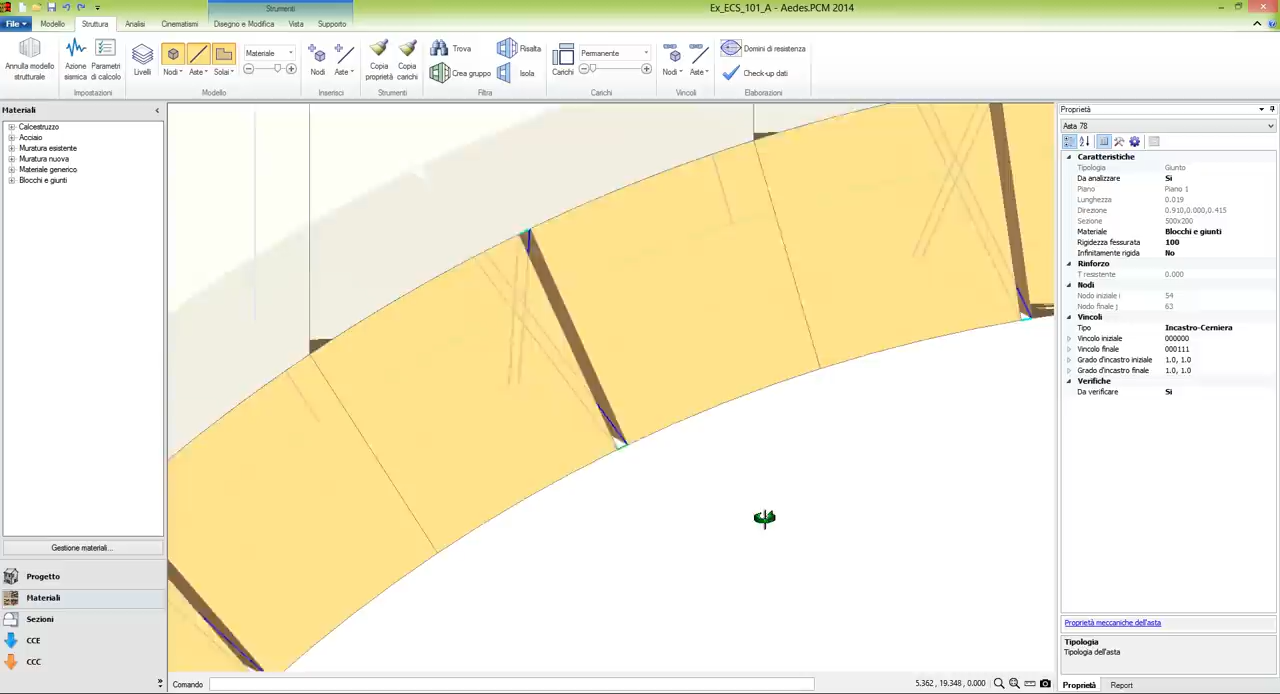 Strumenti
Ex_ECS_101_A - Aedes.PCM 2014
File
Modello
Struttura
Analisi
Cinematismi
Disegno e Modifica
Vista
Supporto
Annulla modello
strutturale
Azione
sismica
Parametri
di calcolo
Impostazioni
Livelli
Nodi
Aste
Solai
Materiale
Modello
Nodi
Aste
Inserisci
Copia
proprietà
Copia
carichi
Strumenti
Trova
Crea gruppo
Risalta
Isola
Filtra
Carichi
Permanente
Carichi
Nodi
Aste
Vincoli
Domini di resistenza
Check-up dati
Elaborazioni
Materiali
Calcestruzzo
Acciaio
Muratura esistente
Muratura nuova
Materiale generico
Blocchi e giunti
Gestione materiali...
Progetto
Materiali
Sezioni
CCE
CCC
Comando
5.362 , 19.348 , 0.000
Proprietà
Asta 78
Caratteristiche
Tipologia Giunto
Da analizzare Sì
Piano Piano 1
Lunghezza 0.019
Direzione 0.910,0.000,0.415
Sezione 500x200
Materiale Blocchi e giunti
Rigidezza fessurata 100
Infinitamente rigida No
Rinforzo
T resistente 0.000
Nodi
Nodo iniziale i 54
Nodo finale j 63
Vincoli
Tipo Incastro-Cerniera
Vincolo iniziale 000000
Vincolo finale 000111
Grado d'incastro iniziale 1.0, 1.0
Grado d'incastro finale 1.0, 1.0
Verifiche
Da verificare Sì
Proprietà meccaniche dell'asta
Tipologia
Tipologia dell'asta
Proprietà
Report